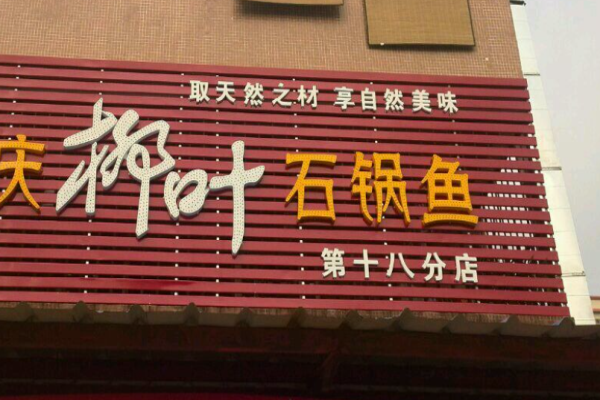 取天然之材 享自然美味
庆柳叶石锅鱼
第十八分店